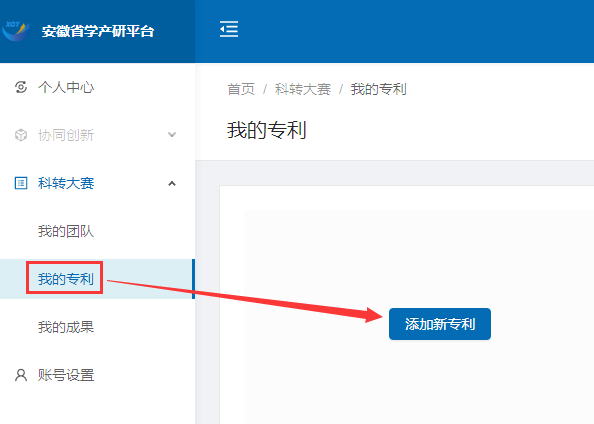 XCY 安徽省学产研平台
个人中心
首页 / 科转大赛 / 我的专利
协同创新
我的专利
科转大赛
我的团队
我的专利
添加新专利
我的成果
账号设置